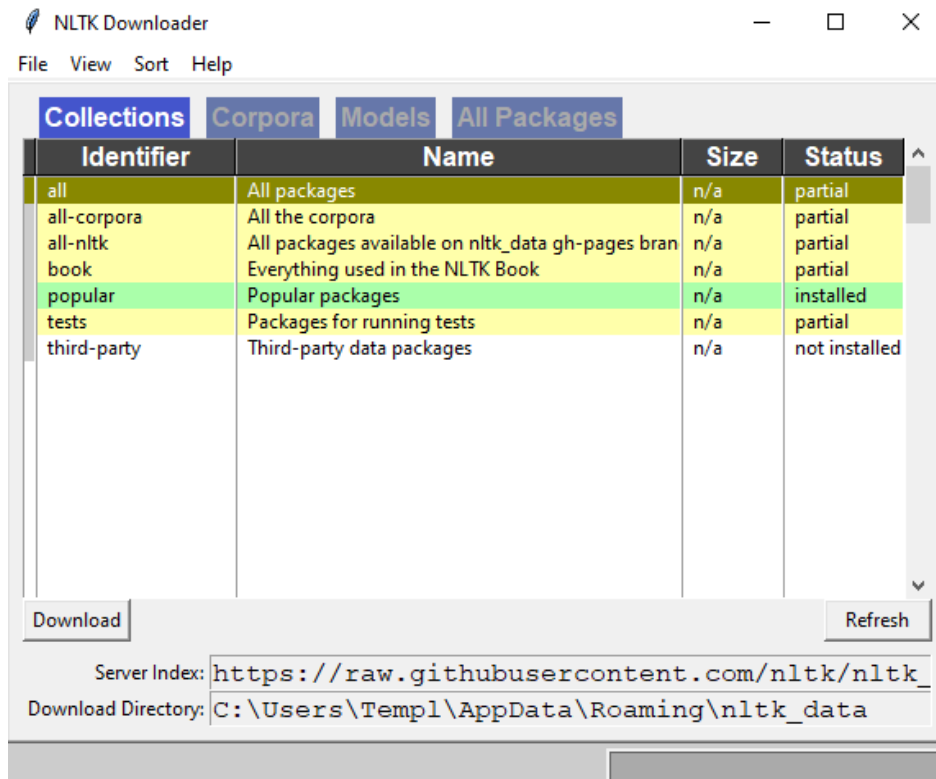 NLTK Downloader
File View Sort Help
Collections Corpora Models All Packages
Identifier Name Size Status
all All packages n/a partial
all-corpora All the corpora n/a partial
all-nltk All packages available on nltk_data gh-pages bran n/a partial
book Everything used in the NLTK Book n/a partial
popular Popular packages n/a installed
tests Packages for running tests n/a partial
third-party Third-party data packages n/a not installed
Download Refresh
Server Index: https://raw.githubusercontent.com/nltk/nltk_
Download Directory: C:\Users\Templ\AppData\Roaming\nltk_data